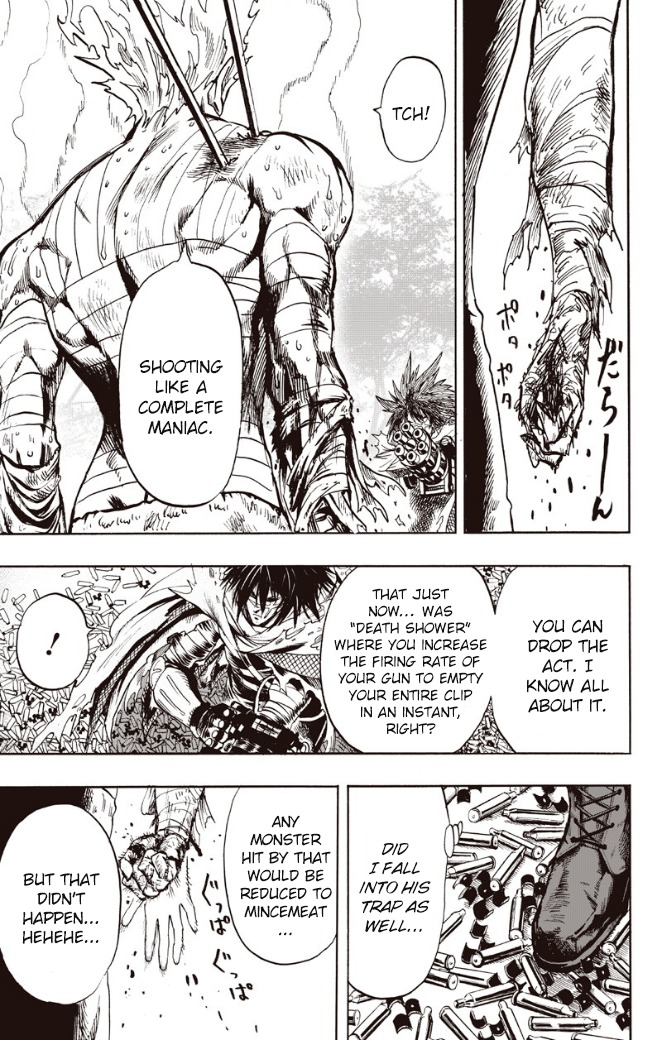 ポタ
ポタ
だらーん
TCH!
SHOOTING
LIKE A
COMPLETE
MANIAC.
YOU CAN
DROP THE
ACT. I
KNOW ALL
ABOUT IT.
THAT JUST
NOW... WAS
"DEATH SHOWER"
WHERE YOU INCREASE
THE FIRING RATE OF
YOUR GUN TO EMPTY
YOUR ENTIRE CLIP
IN AN INSTANT,
RIGHT?
!
DID
I FALL
INTO HIS
TRAP AS
WELL...
ANY
MONSTER
HIT BY THAT
WOULD BE
REDUCED TO
MINCEMEAT
...
ぐっぱ
ぐっぱ
BUT THAT
DIDN'T
HAPPEN...
HEHEHE...